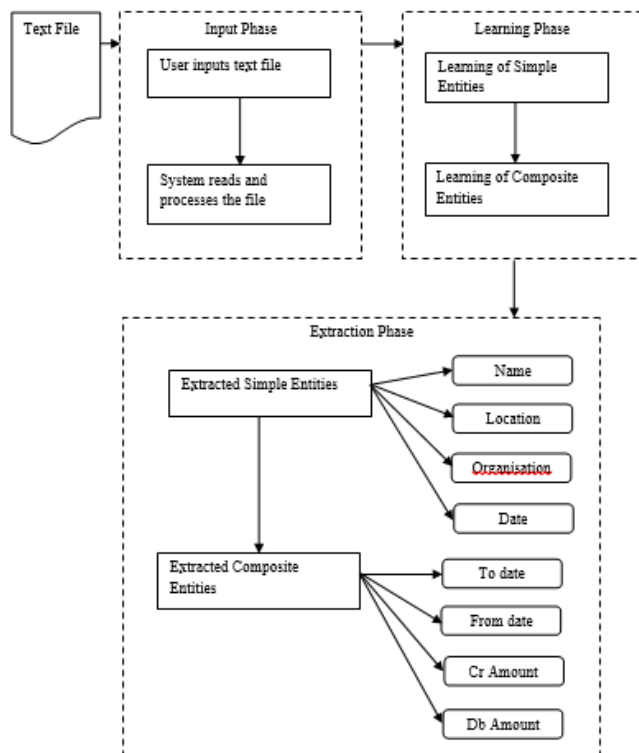 Text File
Input Phase
User inputs text file
System reads and
processes the file
Learning Phase
Learning of Simple
Entities
Learning of Composite
Entities
Extraction Phase
Extracted Simple Entities
Name
Location
Organisation
Date
Extracted Composite
Entities
To date
From date
Cr Amount
Db Amount